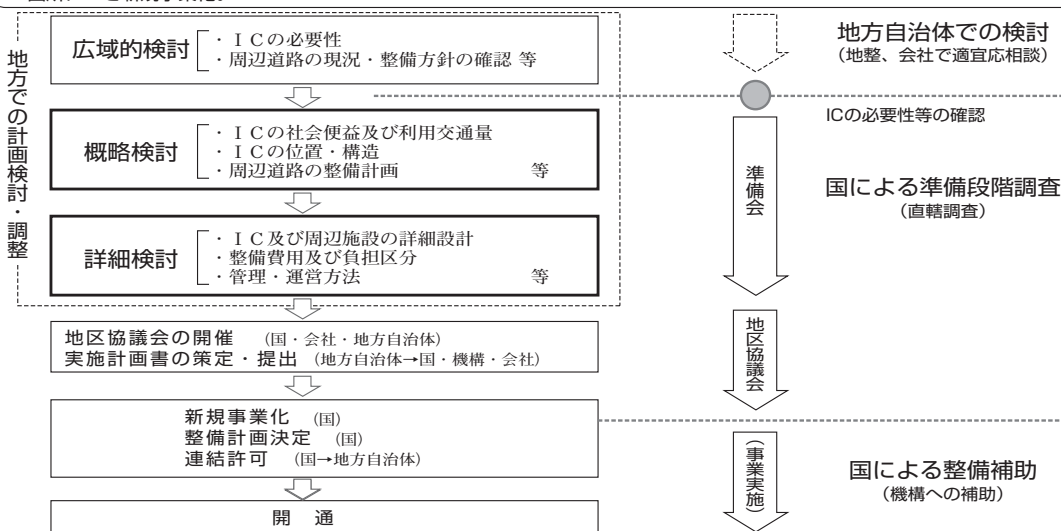 広域的検討
・ＩＣの必要性
・周辺道路の現況・整備方針の確認 等
地方での計画検討・調整
概略検討
・ＩＣの社会便益及び利用交通量
・ＩＣの位置・構造
・周辺道路の整備計画 等
詳細検討
・ＩＣ及び周辺施設の詳細設計
・整備費用及び負担区分
・管理・運営方法 等
地区協議会の開催 （国・会社・地方自治体）
実施計画書の策定・提出 （地方自治体→国・機構・会社）
新規事業化 （国）
整備計画決定 （国）
連結許可 （国→地方自治体）
開 通
準備会
地区協議会
（事業実施）
地方自治体での検討
（地整、会社で適宜応相談）
ICの必要性等の確認
国による準備段階調査
（直轄調査）
国による整備補助
（機構への補助）